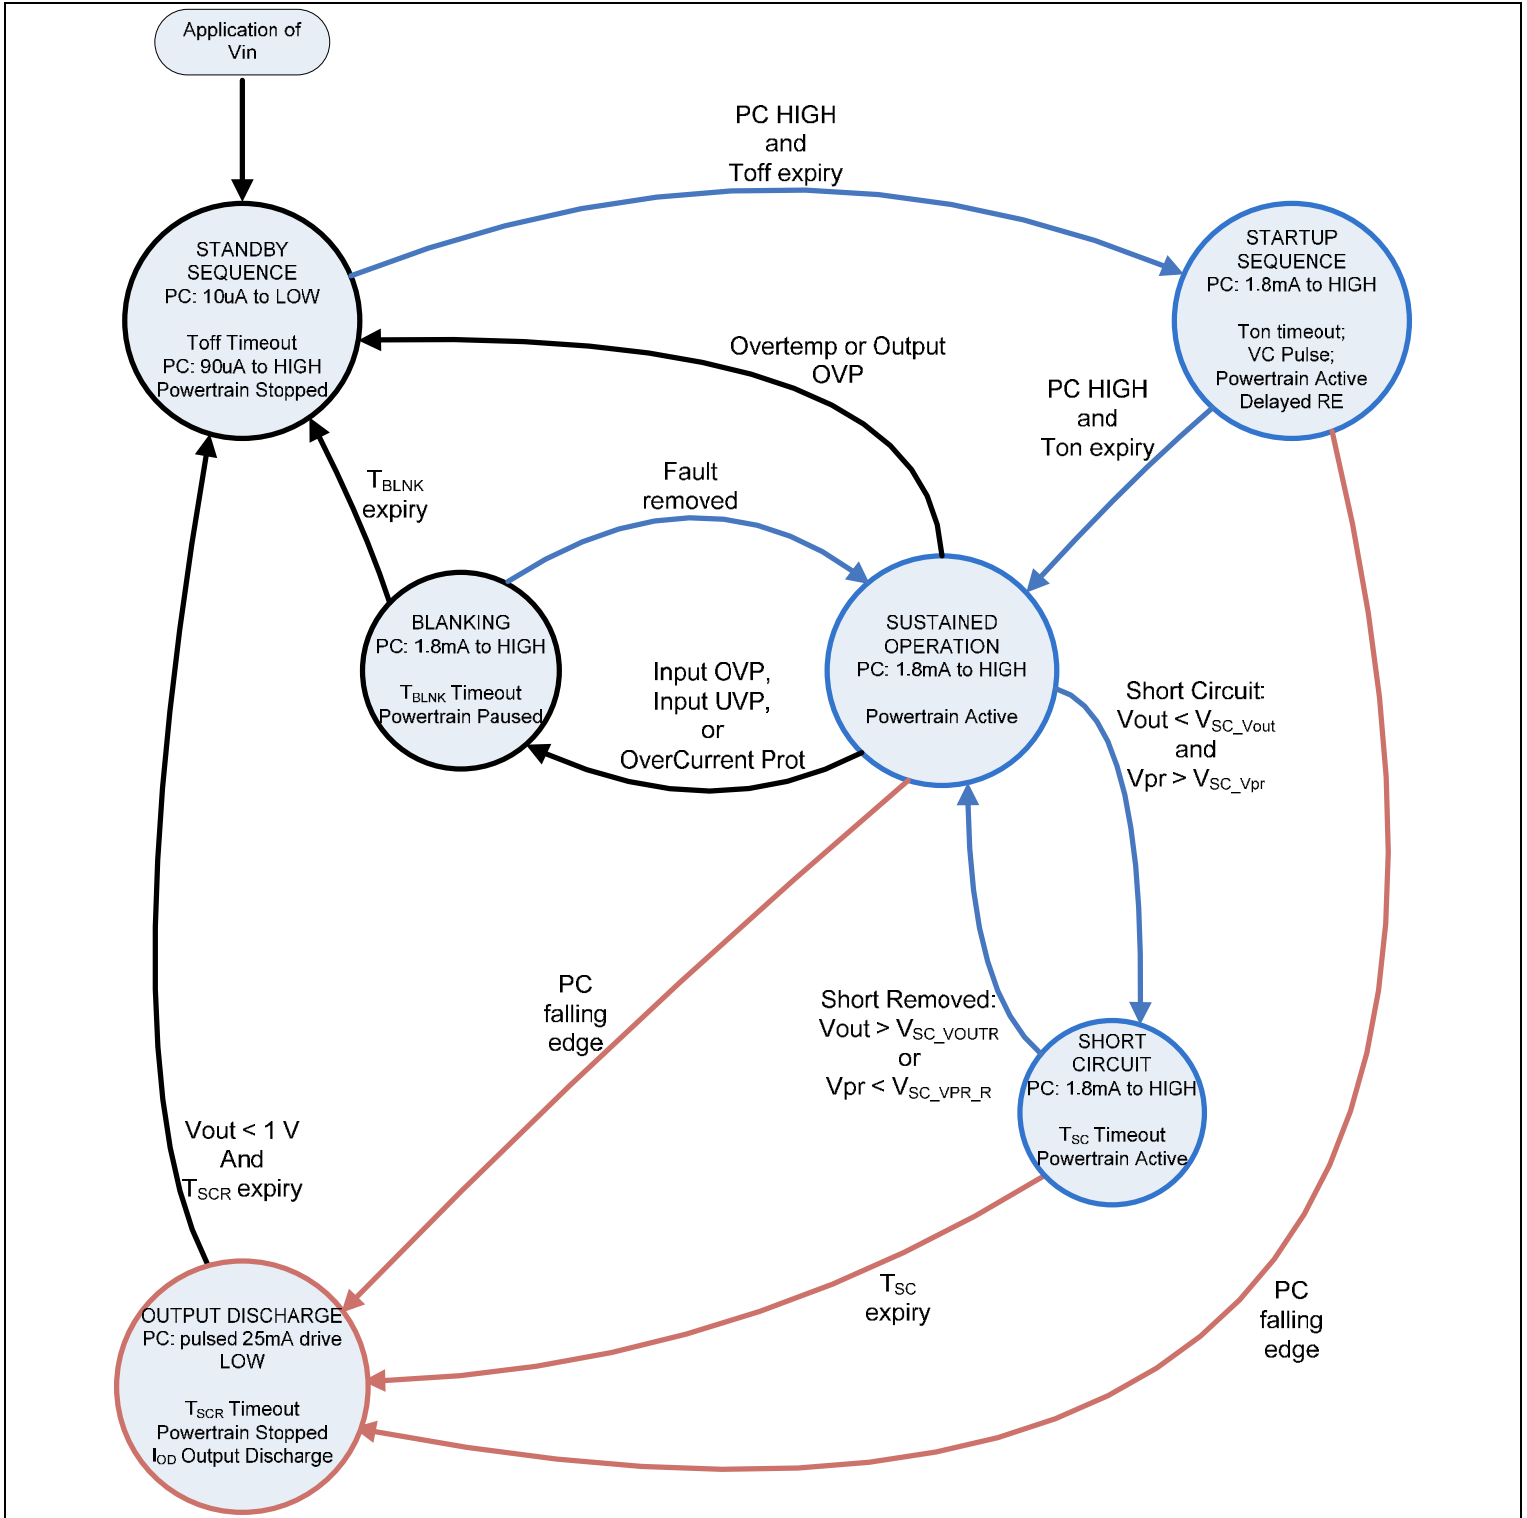 Application of
Vin
PC HIGH
and
Toff expiry
STANDBY
SEQUENCE
PC: 10uA to LOW
Toff Timeout
PC: 90uA to HIGH
Powertrain Stopped
STARTUP
SEQUENCE
PC: 1.8mA to HIGH
Ton timeout;
VC Pulse;
Powertrain Active
Delayed RE
Overtemp or Output
OVP
PC HIGH
and
Ton expiry
TBLNK
expiry
Fault
removed
BLANKING
PC: 1.8mA to HIGH
TBLNK Timeout
Powertrain Paused
Input OVP,
Input UVP,
or
OverCurrent Prot
SUSTAINED
OPERATION
PC: 1.8mA to HIGH
Powertrain Active
Short Circuit:
Vout < VSC_Vout
and
Vpr > VSC_Vpr
PC
falling
edge
Short Removed:
Vout > VSC_VOUTR
or
Vpr < VSC_VPR_R
SHORT
CIRCUIT
PC: 1.8mA to HIGH
TSC Timeout
Powertrain Active
Vout < 1 V
And
TSCR expiry
TSC
expiry
PC
falling
edge
OUTPUT DISCHARGE
PC: pulsed 25mA drive
LOW
TSCR Timeout
Powertrain Stopped
IOD Output Discharge